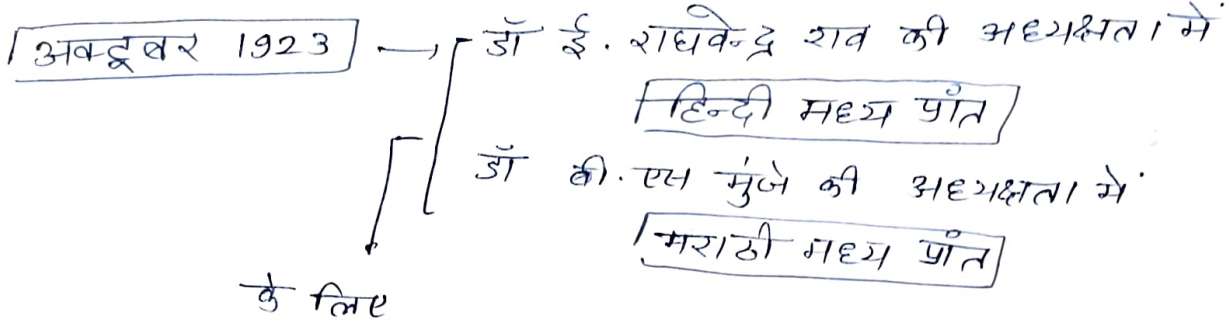 अक्टूबर 1923 → डॉ ई. राघवेन्द्र राव की अध्यक्षता में
हिन्दी मध्य प्राँत
डॉ बी. एस मुंजे की अध्यक्षता में
मराठी मध्य प्राँत
के लिए